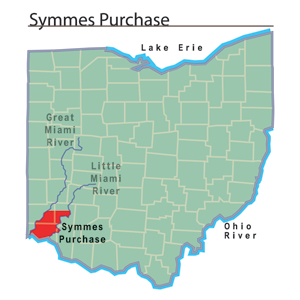 Symmes Purchase
Lake Erie
Great
Miami
River
Little
Miami
River
Symmes
Purchase
Ohio
River